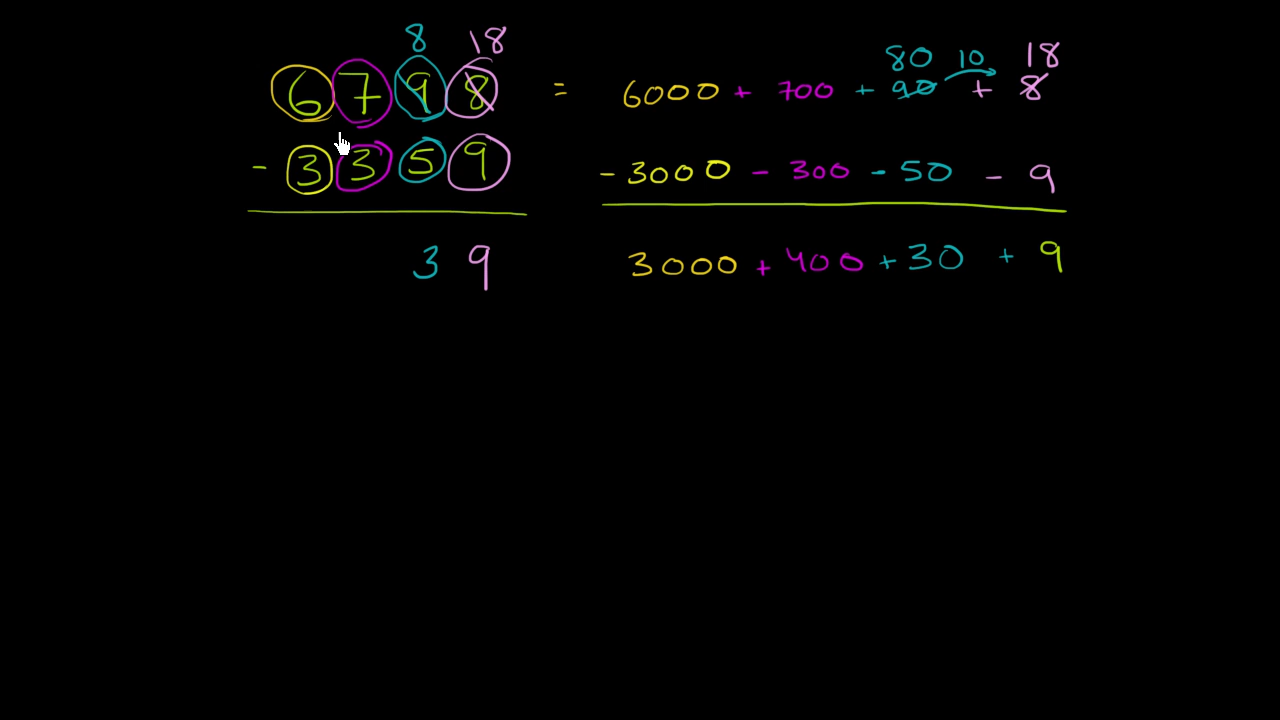 8 18 80 10 18
6 7 9 8 = 6000 + 700 + 90 + 8
- 3 3 5 9 - 3000 - 300 - 50 - 9
3 9 3000 + 400 + 30 + 9